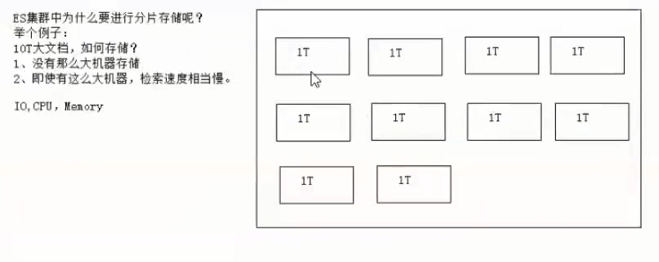 ES集群中为什么要进行分片存储呢？
举个例子：
10T大文档，如何存储？
1、没有那么大机器存储
2、即使有这么大机器，检索速度相当慢。
IO,CPU，Memory
1T
1T
1T
1T
1T
1T
1T
1T
1T
1T